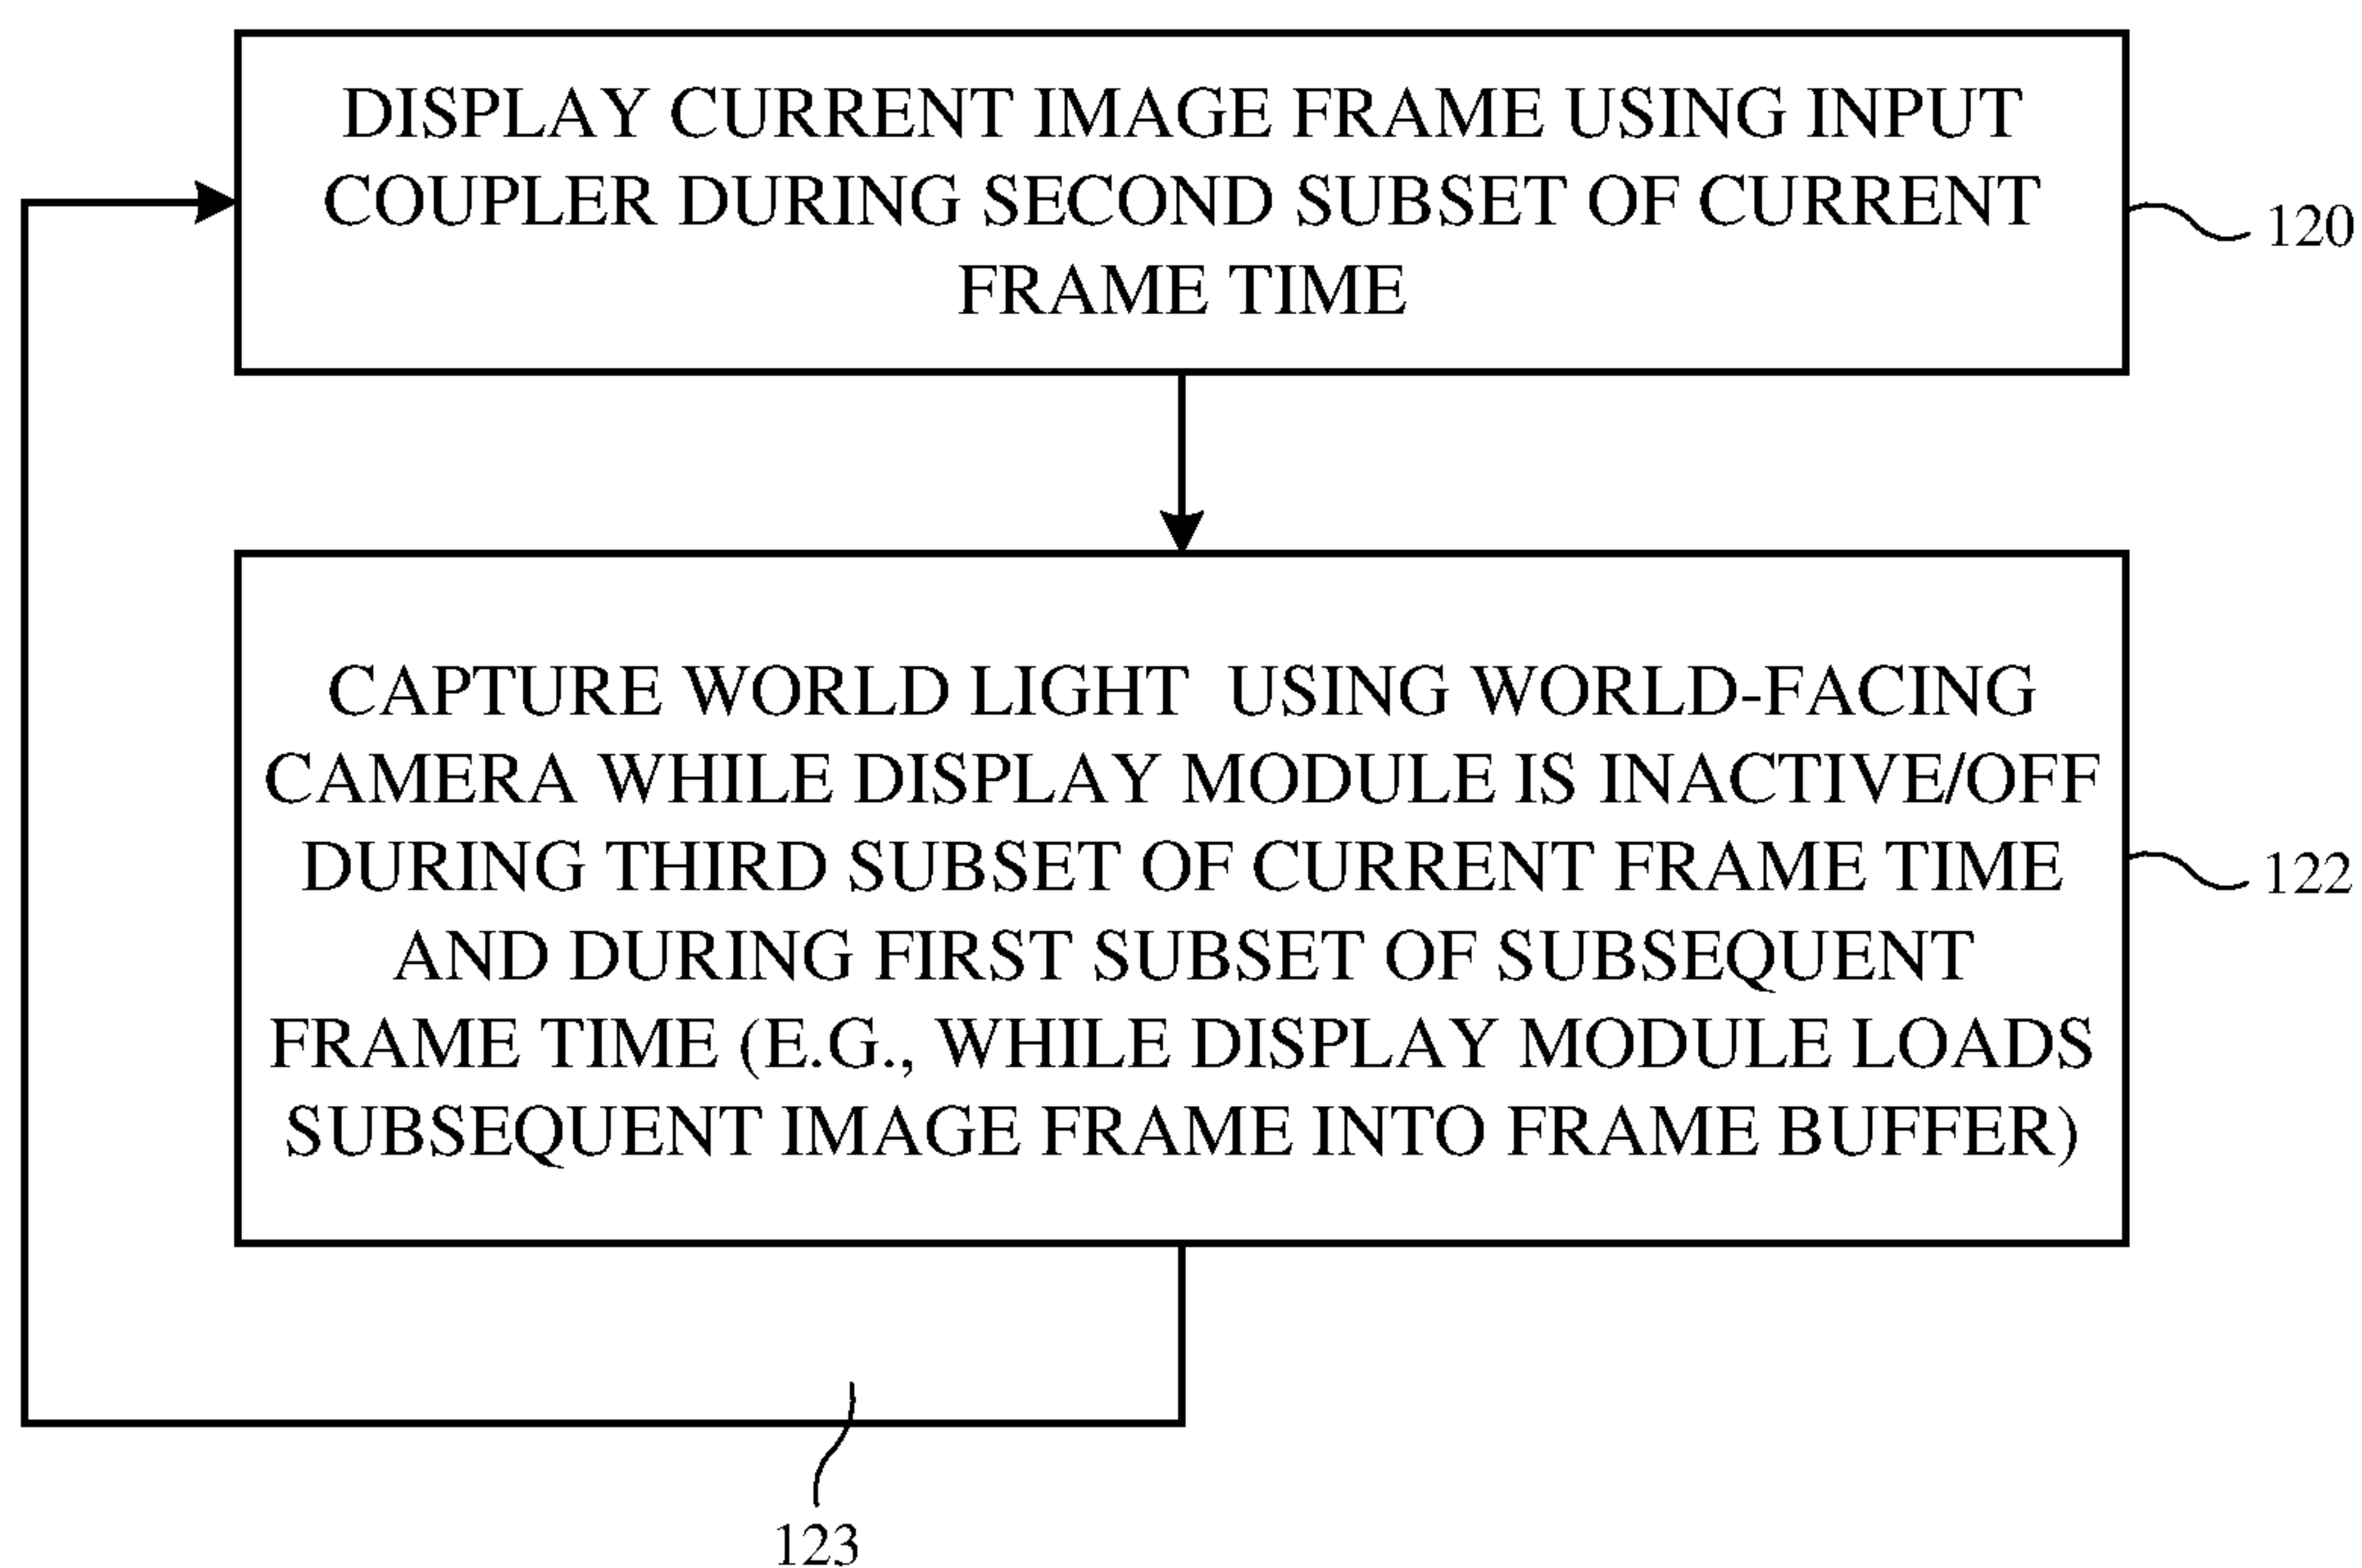 DISPLAY CURRENT IMAGE FRAME USING INPUT
COUPLER DURING SECOND SUBSET OF CURRENT
FRAME TIME
120
CAPTURE WORLD LIGHT USING WORLD-FACING
CAMERA WHILE DISPLAY MODULE IS INACTIVE/OFF
DURING THIRD SUBSET OF CURRENT FRAME TIME
AND DURING FIRST SUBSET OF SUBSEQUENT
FRAME TIME (E.G., WHILE DISPLAY MODULE LOADS
SUBSEQUENT IMAGE FRAME INTO FRAME BUFFER)
122
123